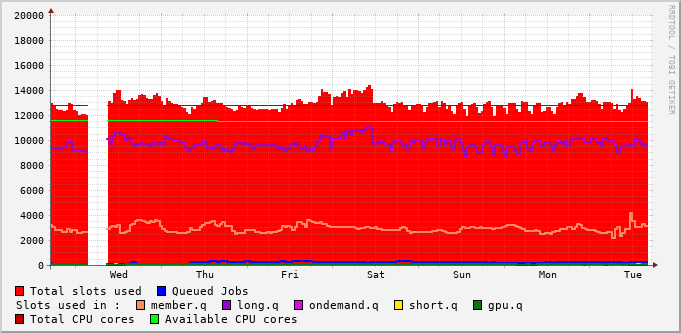 20000
18000
16000
14000
12000
10000
8000
6000
4000
2000
0
Wed Thu Fri Sat Sun Mon Tue
RRDTOOL / TOBI OETIKER
Total slots used Queued Jobs
Slots used in : member.q long.q ondemand.q short.q gpu.q
Total CPU cores Available CPU cores